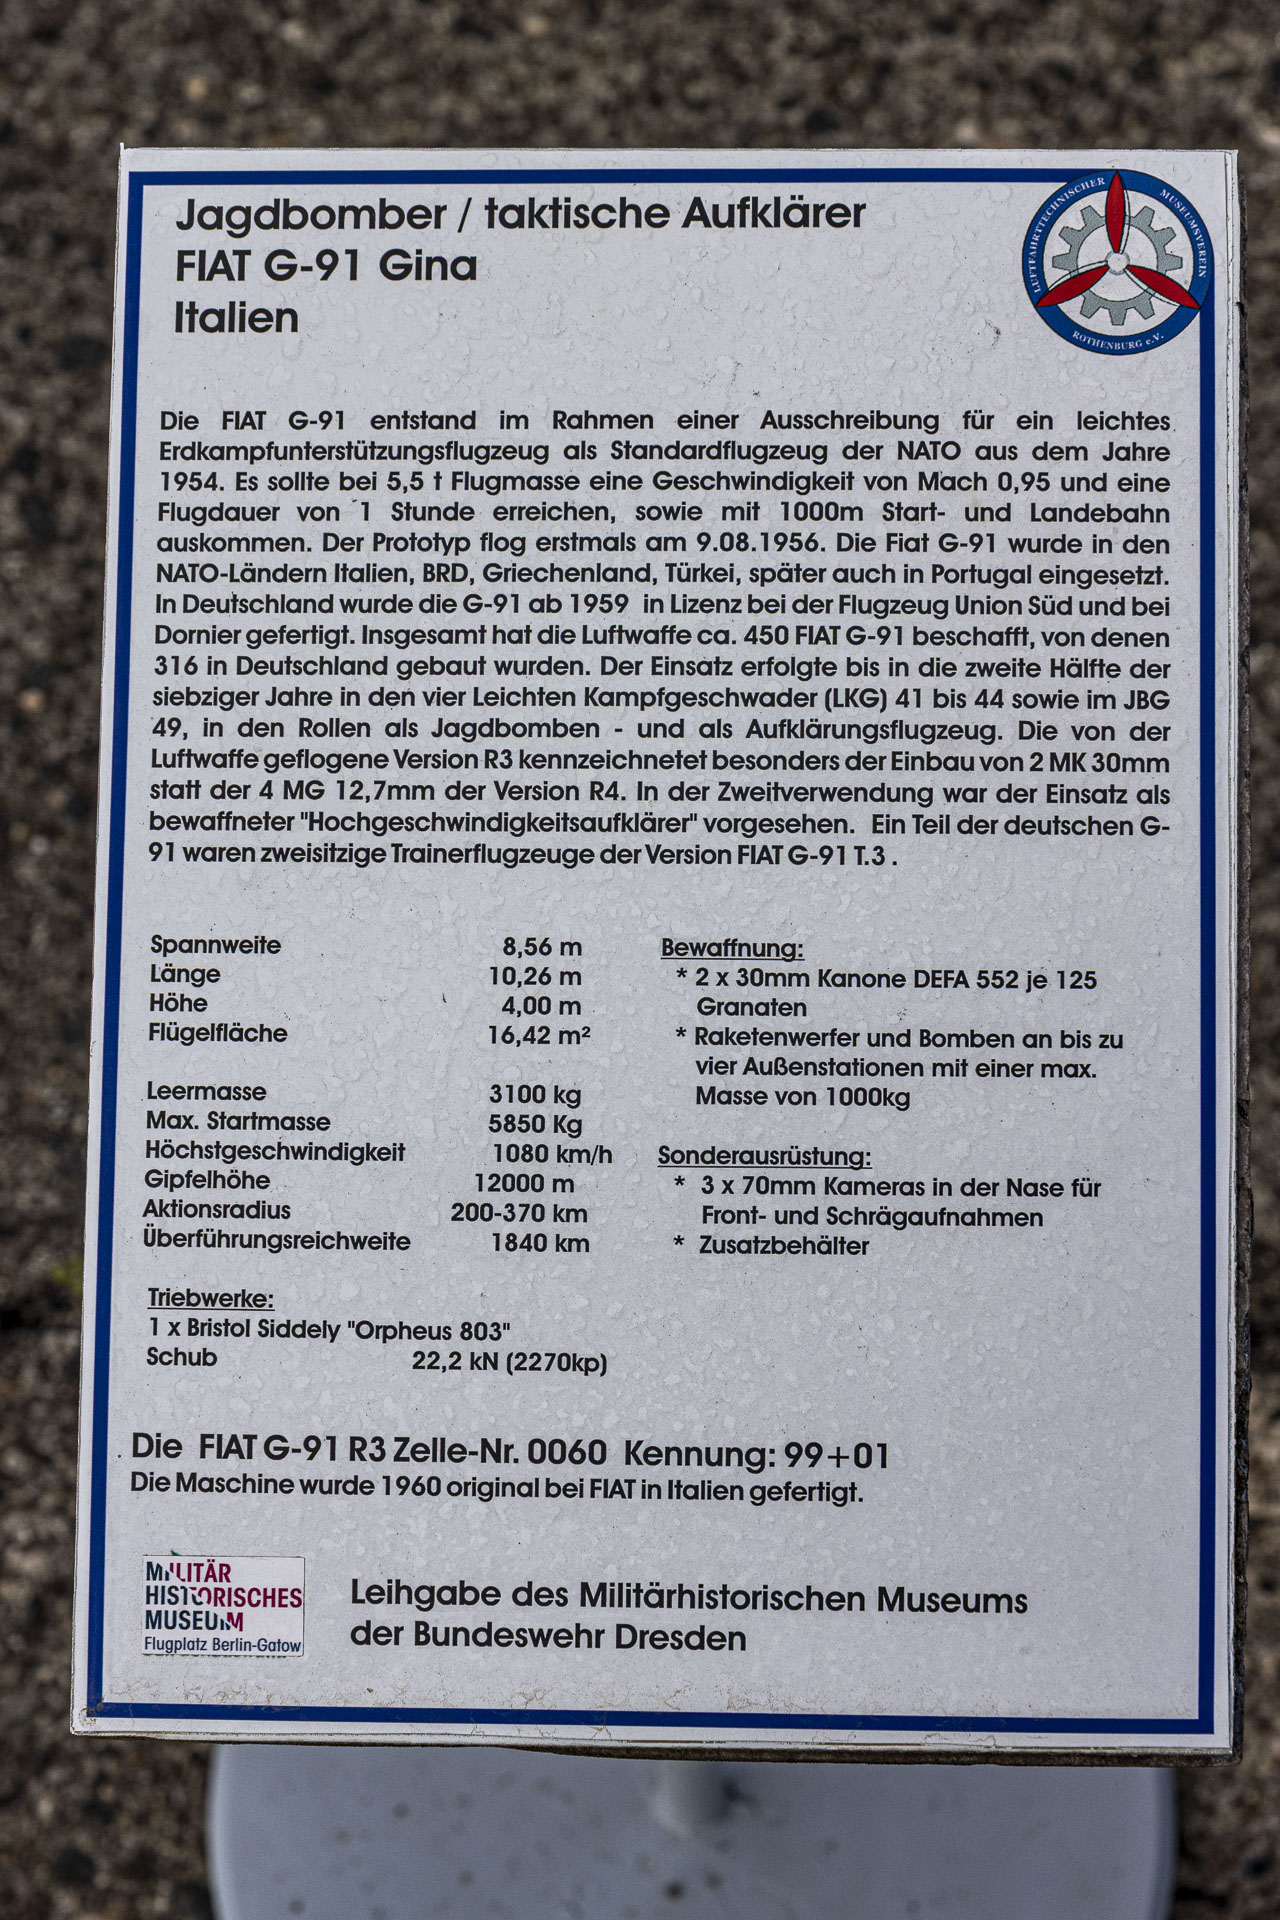 Jagdbomber / taktische Aufklärer
FIAT G-91 Gina
Italien
LUFTFAHRTTECHNISCHER MUSEUMSVEREIN
ROTHENBURG e.V.
Die FIAT G-91 entstand im Rahmen einer Ausschreibung für ein leichtes
Erdkampfunterstützungsflugzeug als Standardflugzeug der NATO aus dem Jahre
1954. Es sollte bei 5,5 t Flugmasse eine Geschwindigkeit von Mach 0,95 und eine
Flugdauer von 1 Stunde erreichen, sowie mit 1000m Start- und Landebahn
auskommen. Der Prototyp flog erstmals am 9.08.1956. Die Fiat G-91 wurde in den
NATO-Ländern Italien, BRD, Griechenland, Türkei, später auch in Portugal eingesetzt.
In Deutschland wurde die G-91 ab 1959 in Lizenz bei der Flugzeug Union Süd und bei
Dornier gefertigt. Insgesamt hat die Luftwaffe ca. 450 FIAT G-91 beschafft, von denen
316 in Deutschland gebaut wurden. Der Einsatz erfolgte bis in die zweite Hälfte der
siebziger Jahre in den vier Leichten Kampfgeschwader (LKG) 41 bis 44 sowie im JBG
49, in den Rollen als Jagdbomben - und als Aufklärungsflugzeug. Die von der
Luftwaffe geflogene Version R3 kennzeichnetet besonders der Einbau von 2 MK 30mm
statt der 4 MG 12,7mm der Version R4. In der Zweitverwendung war der Einsatz als
bewaffneter "Hochgeschwindigkeitsaufklärer" vorgesehen. Ein Teil der deutschen G-
91 waren zweisitzige Trainerflugzeuge der Version FIAT G-91 T.3 .
Spannweite 8,56 m
Länge 10,26 m
Höhe 4,00 m
Flügelfläche 16,42 m²
Leermasse 3100 kg
Max. Startmasse 5850 Kg
Höchstgeschwindigkeit 1080 km/h
Gipfelhöhe 12000 m
Aktionsradius 200-370 km
Überführungsreichweite 1840 km
Triebwerke:
1 x Bristol Siddely "Orpheus 803"
Schub 22,2 kN (2270kp)
Bewaffnung:
* 2 x 30mm Kanone DEFA 552 je 125
Granaten
* Raketenwerfer und Bomben an bis zu
vier Außenstationen mit einer max.
Masse von 1000kg
Sonderausrüstung:
* 3 x 70mm Kameras in der Nase für
Front- und Schrägaufnahmen
* Zusatzbehälter
Die FIAT G-91 R3 Zelle-Nr. 0060 Kennung: 99+01
Die Maschine wurde 1960 original bei FIAT in Italien gefertigt.
MILITÄR
HISTORISCHES
MUSEUM
Flugplatz Berlin-Gatow
Leihgabe des Militärhistorischen Museums
der Bundeswehr Dresden